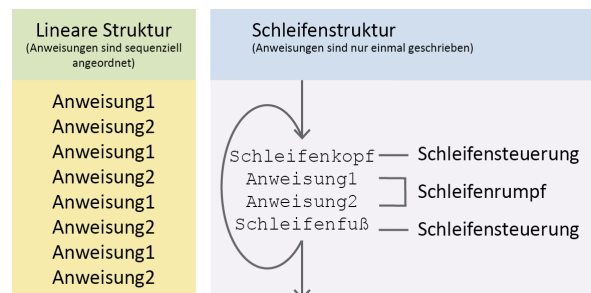 Lineare Struktur
(Anweisungen sind sequenziell
angeordnet)
Anweisung1
Anweisung2
Anweisung1
Anweisung2
Anweisung1
Anweisung2
Anweisung1
Anweisung2
Schleifenstruktur
(Anweisungen sind nur einmal geschrieben)
Schleifenkopf
Schleifensteuerung
Anweisung1
Anweisung2
Schleifenrumpf
Schleifenfuß
Schleifensteuerung